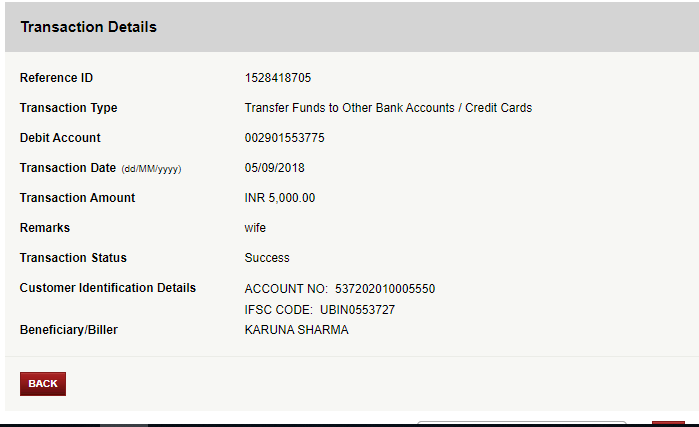 Transaction Details
Reference ID 1528418705
Transaction Type Transfer Funds to Other Bank Accounts / Credit Cards
Debit Account 002901553775
Transaction Date (dd/MM/yyyy) 05/09/2018
Transaction Amount INR 5,000.00
Remarks wife
Transaction Status Success
Customer Identification Details ACCOUNT NO: 537202010005550
IFSC CODE: UBIN0553727
Beneficiary/Biller KARUNA SHARMA
BACK